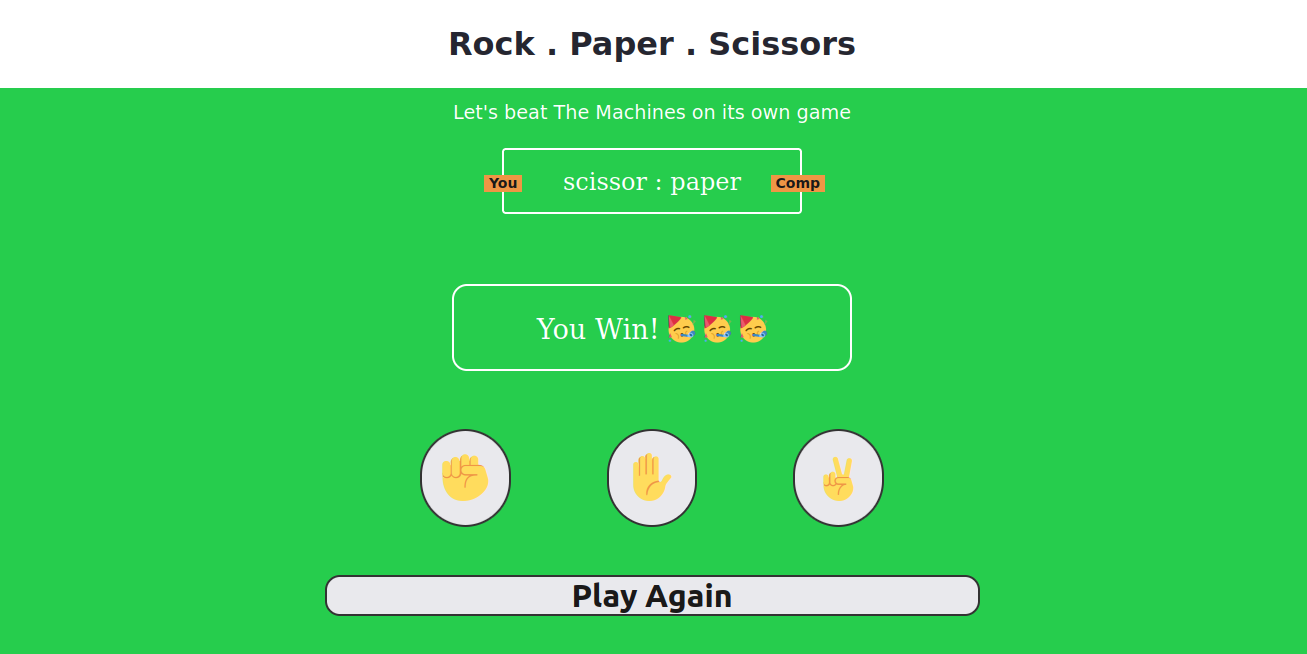 Rock . Paper . Scissors
Let's beat The Machines on its own game
You scissor : paper Comp
You Win! 🥳🥳🥳
Play Again